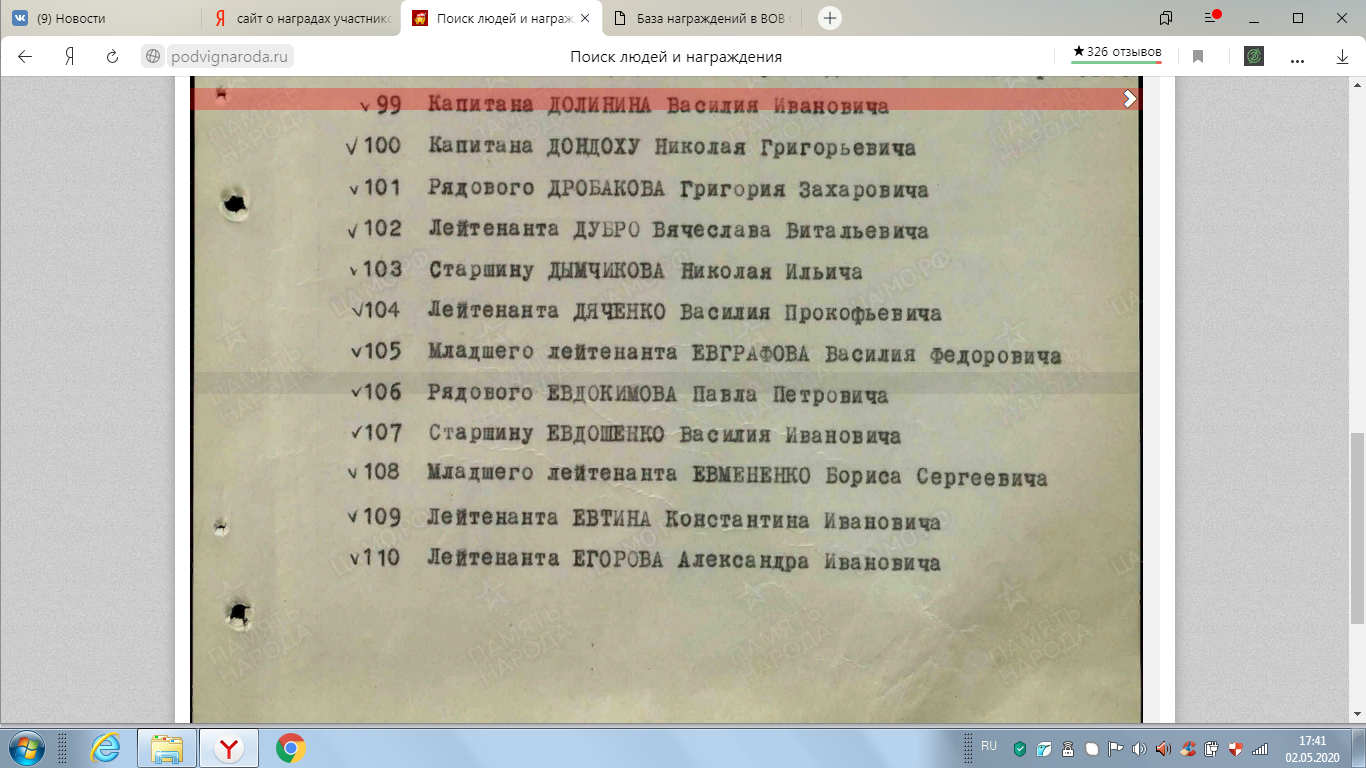 (9) Новости
сайт о наградах участнико
Поиск людей и награж
База награждений в ВОВ
podvignaroda.ru
Поиск людей и награждения
326 отзывов
99 Капитана ДОЛИНИНА Василия Ивановича
100 Капитана ДОНДОХУ Николая Григорьевича
101 Рядового ДРОБАКОВА Григория Захаровича
102 Лейтенанта ДУБРО Вячеслава Витальевича
103 Старшину ДЫМЧИКОВА Николая Ильича
104 Лейтенанта ДЯЧЕНКО Василия Прокофьевича
105 Младшего лейтенанта ЕВГРАФОВА Василия Федоровича
106 Рядового ЕВДОКИМОВА Павла Петровича
107 Старшину ЕВДОШЕНКО Василия Ивановича
108 Младшего лейтенанта ЕВМЕНЕНКО Бориса Сергеевича
109 Лейтенанта ЕВТИНА Константина Ивановича
110 Лейтенанта ЕГОРОВА Александра Ивановича
ПАМЯТЬ НАРОДА
ЦАМО.РФ
RU
17:41
02.05.2020